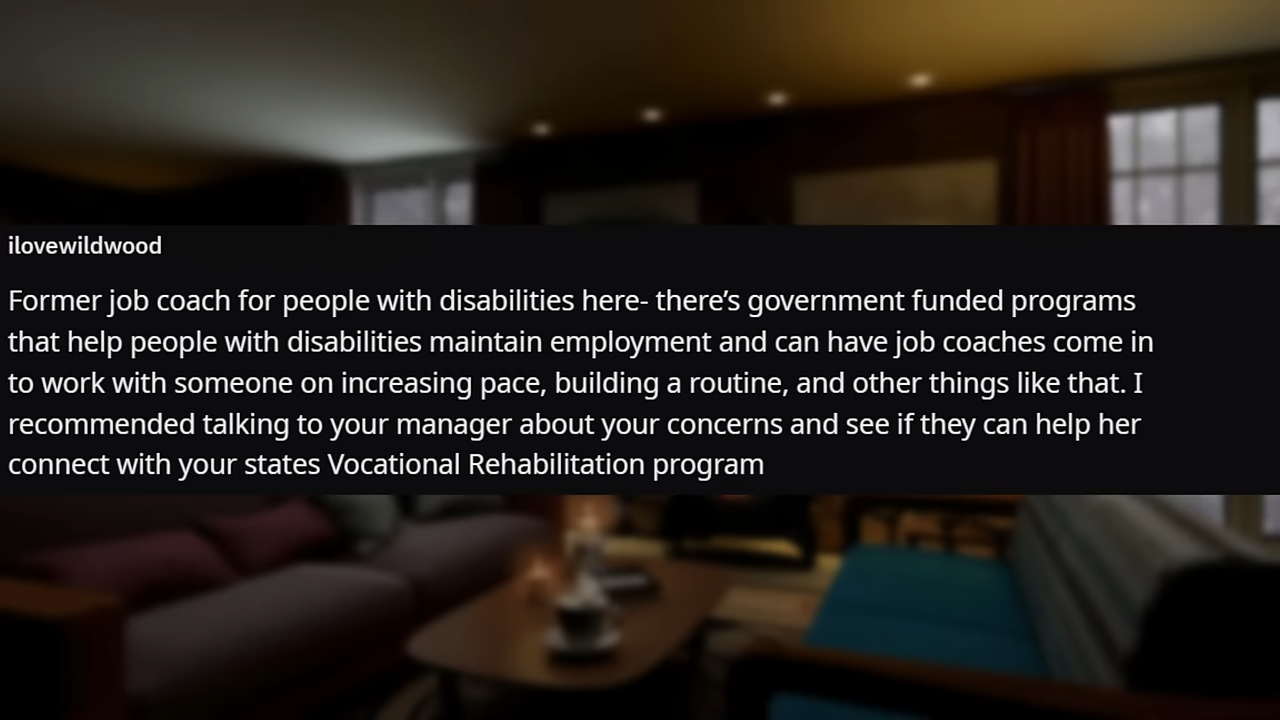 ilovewildwood
Former job coach for people with disabilities here- there’s government funded programs
that help people with disabilities maintain employment and can have job coaches come in
to work with someone on increasing pace, building a routine, and other things like that. I
recommended talking to your manager about your concerns and see if they can help her
connect with your states Vocational Rehabilitation program